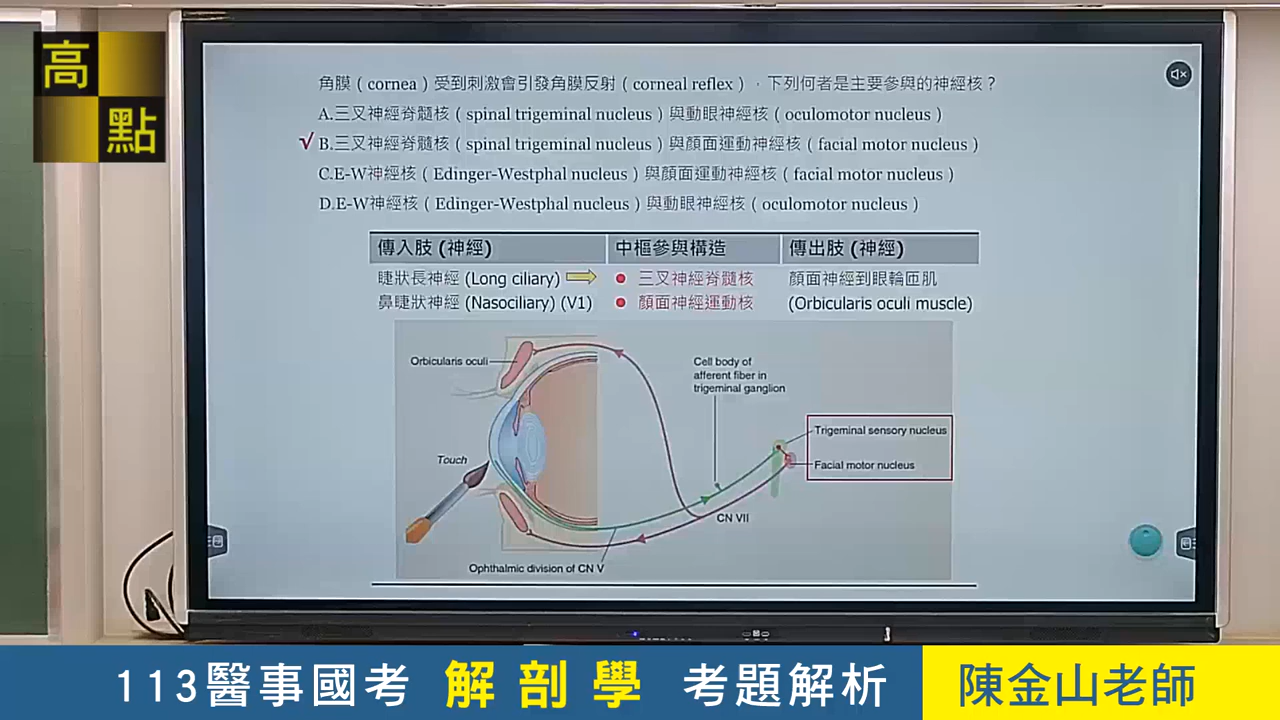 高
點
角膜（cornea）受到刺激會引發角膜反射（corneal reflex），下列何者是主要參與的神經核？
A.三叉神經脊髓核（spinal trigeminal nucleus）與動眼神經核（oculomotor nucleus）
√ B.三叉神經脊髓核（spinal trigeminal nucleus）與顏面運動神經核（facial motor nucleus）
C.E-W神經核（Edinger-Westphal nucleus）與顏面運動神經核（facial motor nucleus）
D.E-W神經核（Edinger-Westphal nucleus）與動眼神經核（oculomotor nucleus）
傳入肢 (神經) 中樞參與構造 傳出肢 (神經)
睫狀長神經 (Long ciliary) ● 三叉神經脊髓核 顏面神經到眼輪匝肌
鼻睫狀神經 (Nasociliary) (V1) ● 顏面神經運動核 (Orbicularis oculi muscle)
Orbicularis oculi
Cell body of
afferent fiber in
trigeminal ganglion
Trigeminal sensory nucleus
Touch
Facial motor nucleus
CN VII
Ophthalmic division of CN V
113醫事國考 解剖學 考題解析 陳金山老師